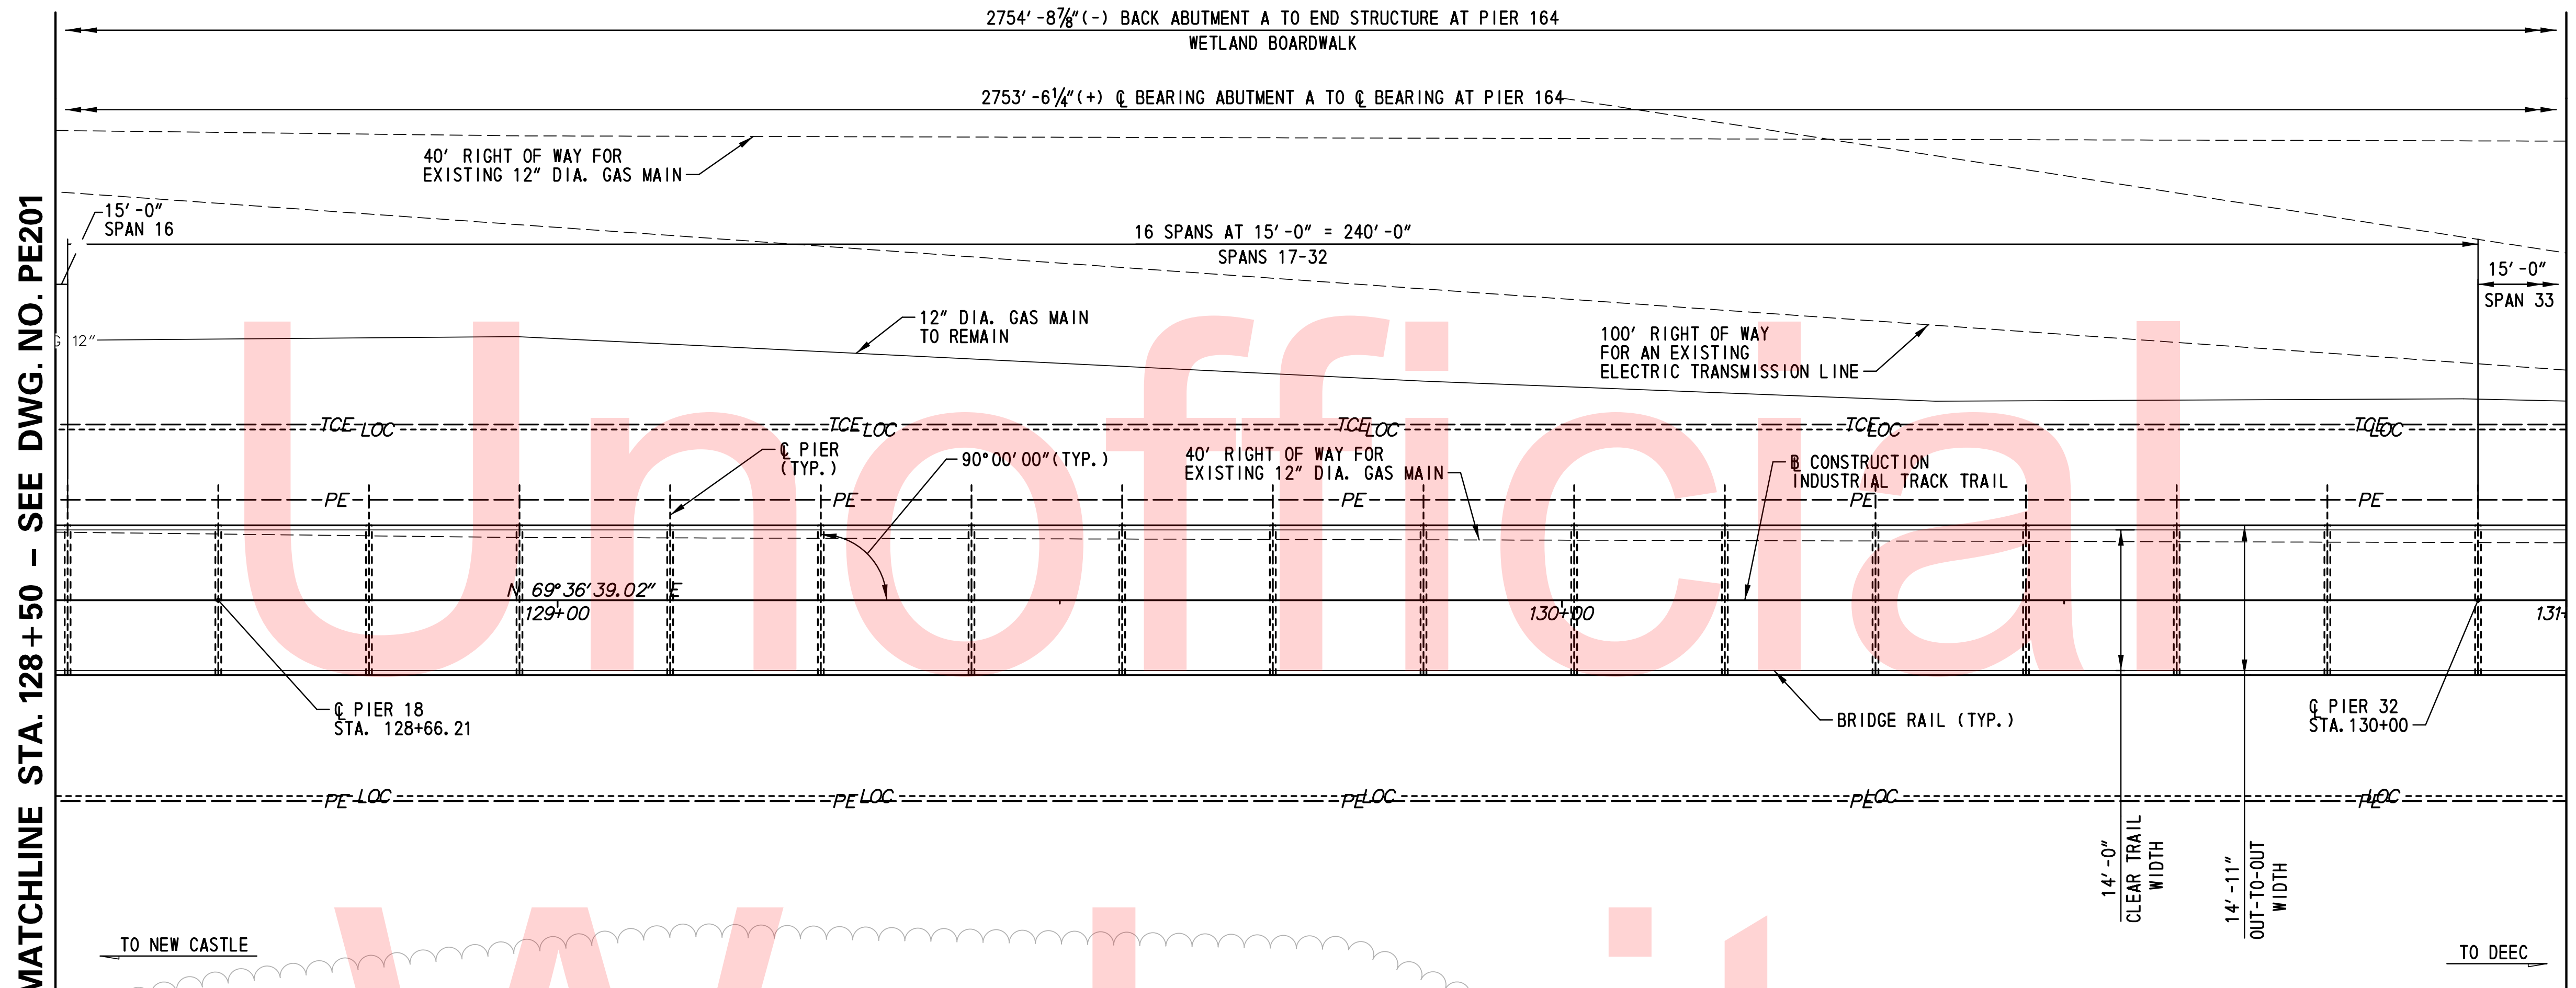 2754'-8⅞"(-) BACK ABUTMENT A TO END STRUCTURE AT PIER 164
WETLAND BOARDWALK
2753'-6¼"(+) ℄ BEARING ABUTMENT A TO ℄ BEARING AT PIER 164
40' RIGHT OF WAY FOR
EXISTING 12" DIA. GAS MAIN
15'-0"
SPAN 16
16 SPANS AT 15'-0" = 240'-0"
SPANS 17-32
15'-0"
SPAN 33
MATCHLINE STA. 128+50 - SEE DWG. NO. PE201
G 12"
12" DIA. GAS MAIN
TO REMAIN
100' RIGHT OF WAY
FOR AN EXISTING
ELECTRIC TRANSMISSION LINE
TCE LOC TCE LOC TCE LOC TCE LOC TCE LOC
℄ PIER
(TYP.)
90°00'00"(TYP.)
40' RIGHT OF WAY FOR
EXISTING 12" DIA. GAS MAIN
BL CONSTRUCTION
INDUSTRIAL TRACK TRAIL
PE PE PE PE PE
N 69°36'39.02" E
129+00
130+00
131+
℄ PIER 18
STA. 128+66.21
BRIDGE RAIL (TYP.)
℄ PIER 32
STA. 130+00
PE LOC PE LOC PE LOC PE LOC PE LOC
14'-0"
CLEAR TRAIL
WIDTH
14'-11"
OUT-TO-OUT
WIDTH
TO NEW CASTLE
TO DEEC
Unofficial